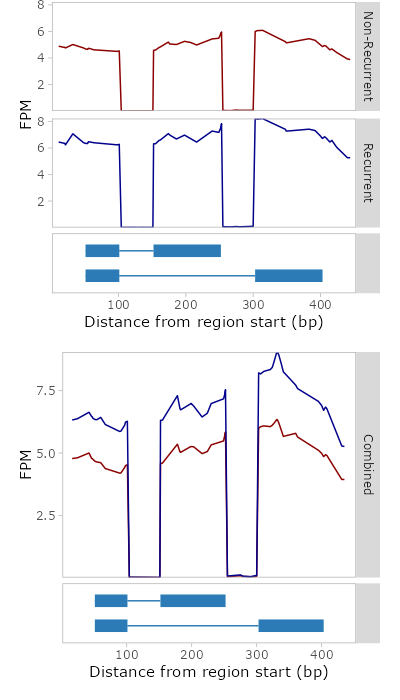 8
6
4
2
Non-Recurrent
FPM
8
6
4
2
Recurrent
100
200
300
400
Distance from region start (bp)
7.5
5.0
2.5
FPM
Combined
100
200
300
400
Distance from region start (bp)